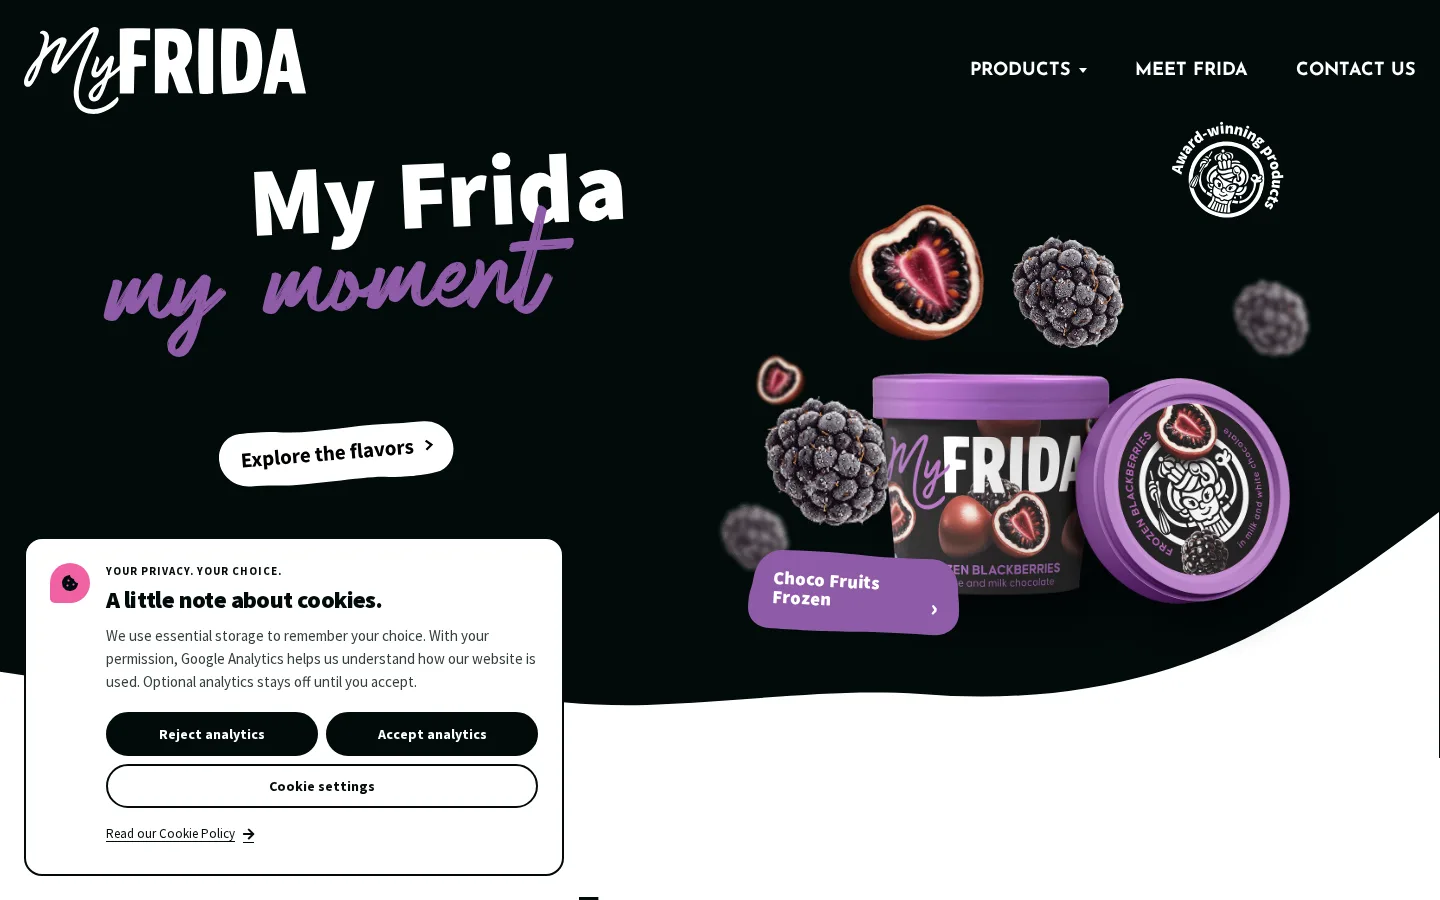 My FRIDA
PRODUCTS
MEET FRIDA
CONTACT US
Award-winning products
My Frida
my moment
Explore the flavors
My FRIDA
FROZEN BLACKBERRIES
in milk and white chocolate
EN BLACKBERRIES
e and milk chocolate
Choco Fruits
Frozen
YOUR PRIVACY. YOUR CHOICE.
A little note about cookies.
We use essential storage to remember your choice. With your
permission, Google Analytics helps us understand how our website is
used. Optional analytics stays off until you accept.
Reject analytics
Accept analytics
Cookie settings
Read our Cookie Policy